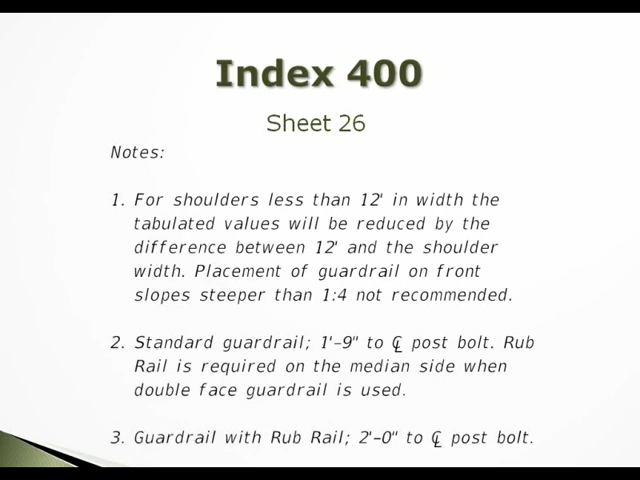 Index 400
Sheet 26
Notes:
1. For shoulders less than 12' in width the
tabulated values will be reduced by the
difference between 12' and the shoulder
width. Placement of guardrail on front
slopes steeper than 1:4 not recommended.
2. Standard guardrail; 1'-9" to ℄ post bolt. Rub
Rail is required on the median side when
double face guardrail is used.
3. Guardrail with Rub Rail; 2'-0" to ℄ post bolt.